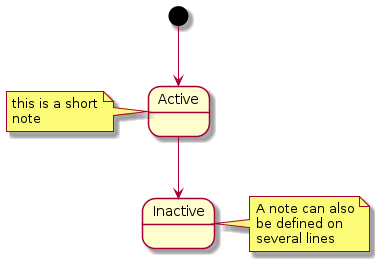 Active
this is a short
note
Inactive
A note can also
be defined on
several lines